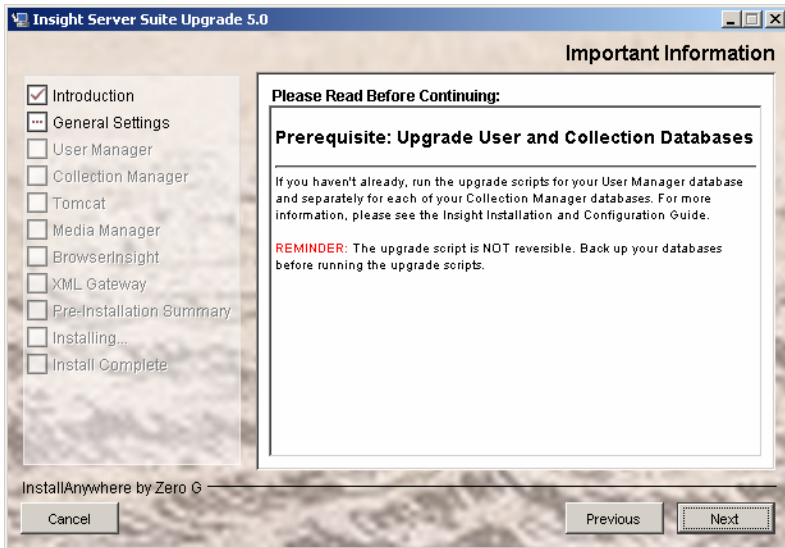 Insight Server Suite Upgrade 5.0
Important Information
Introduction
General Settings
User Manager
Collection Manager
Tomcat
Media Manager
BrowserInsight
XML Gateway
Pre-Installation Summary
Installing...
Install Complete
Please Read Before Continuing:
Prerequisite: Upgrade User and Collection Databases
If you haven't already, run the upgrade scripts for your User Manager database
and separately for each of your Collection Manager databases. For more
information, please see the Insight Installation and Configuration Guide.
REMINDER: The upgrade script is NOT reversible. Back up your databases
before running the upgrade scripts.
InstallAnywhere by Zero G
Cancel
Previous
Next